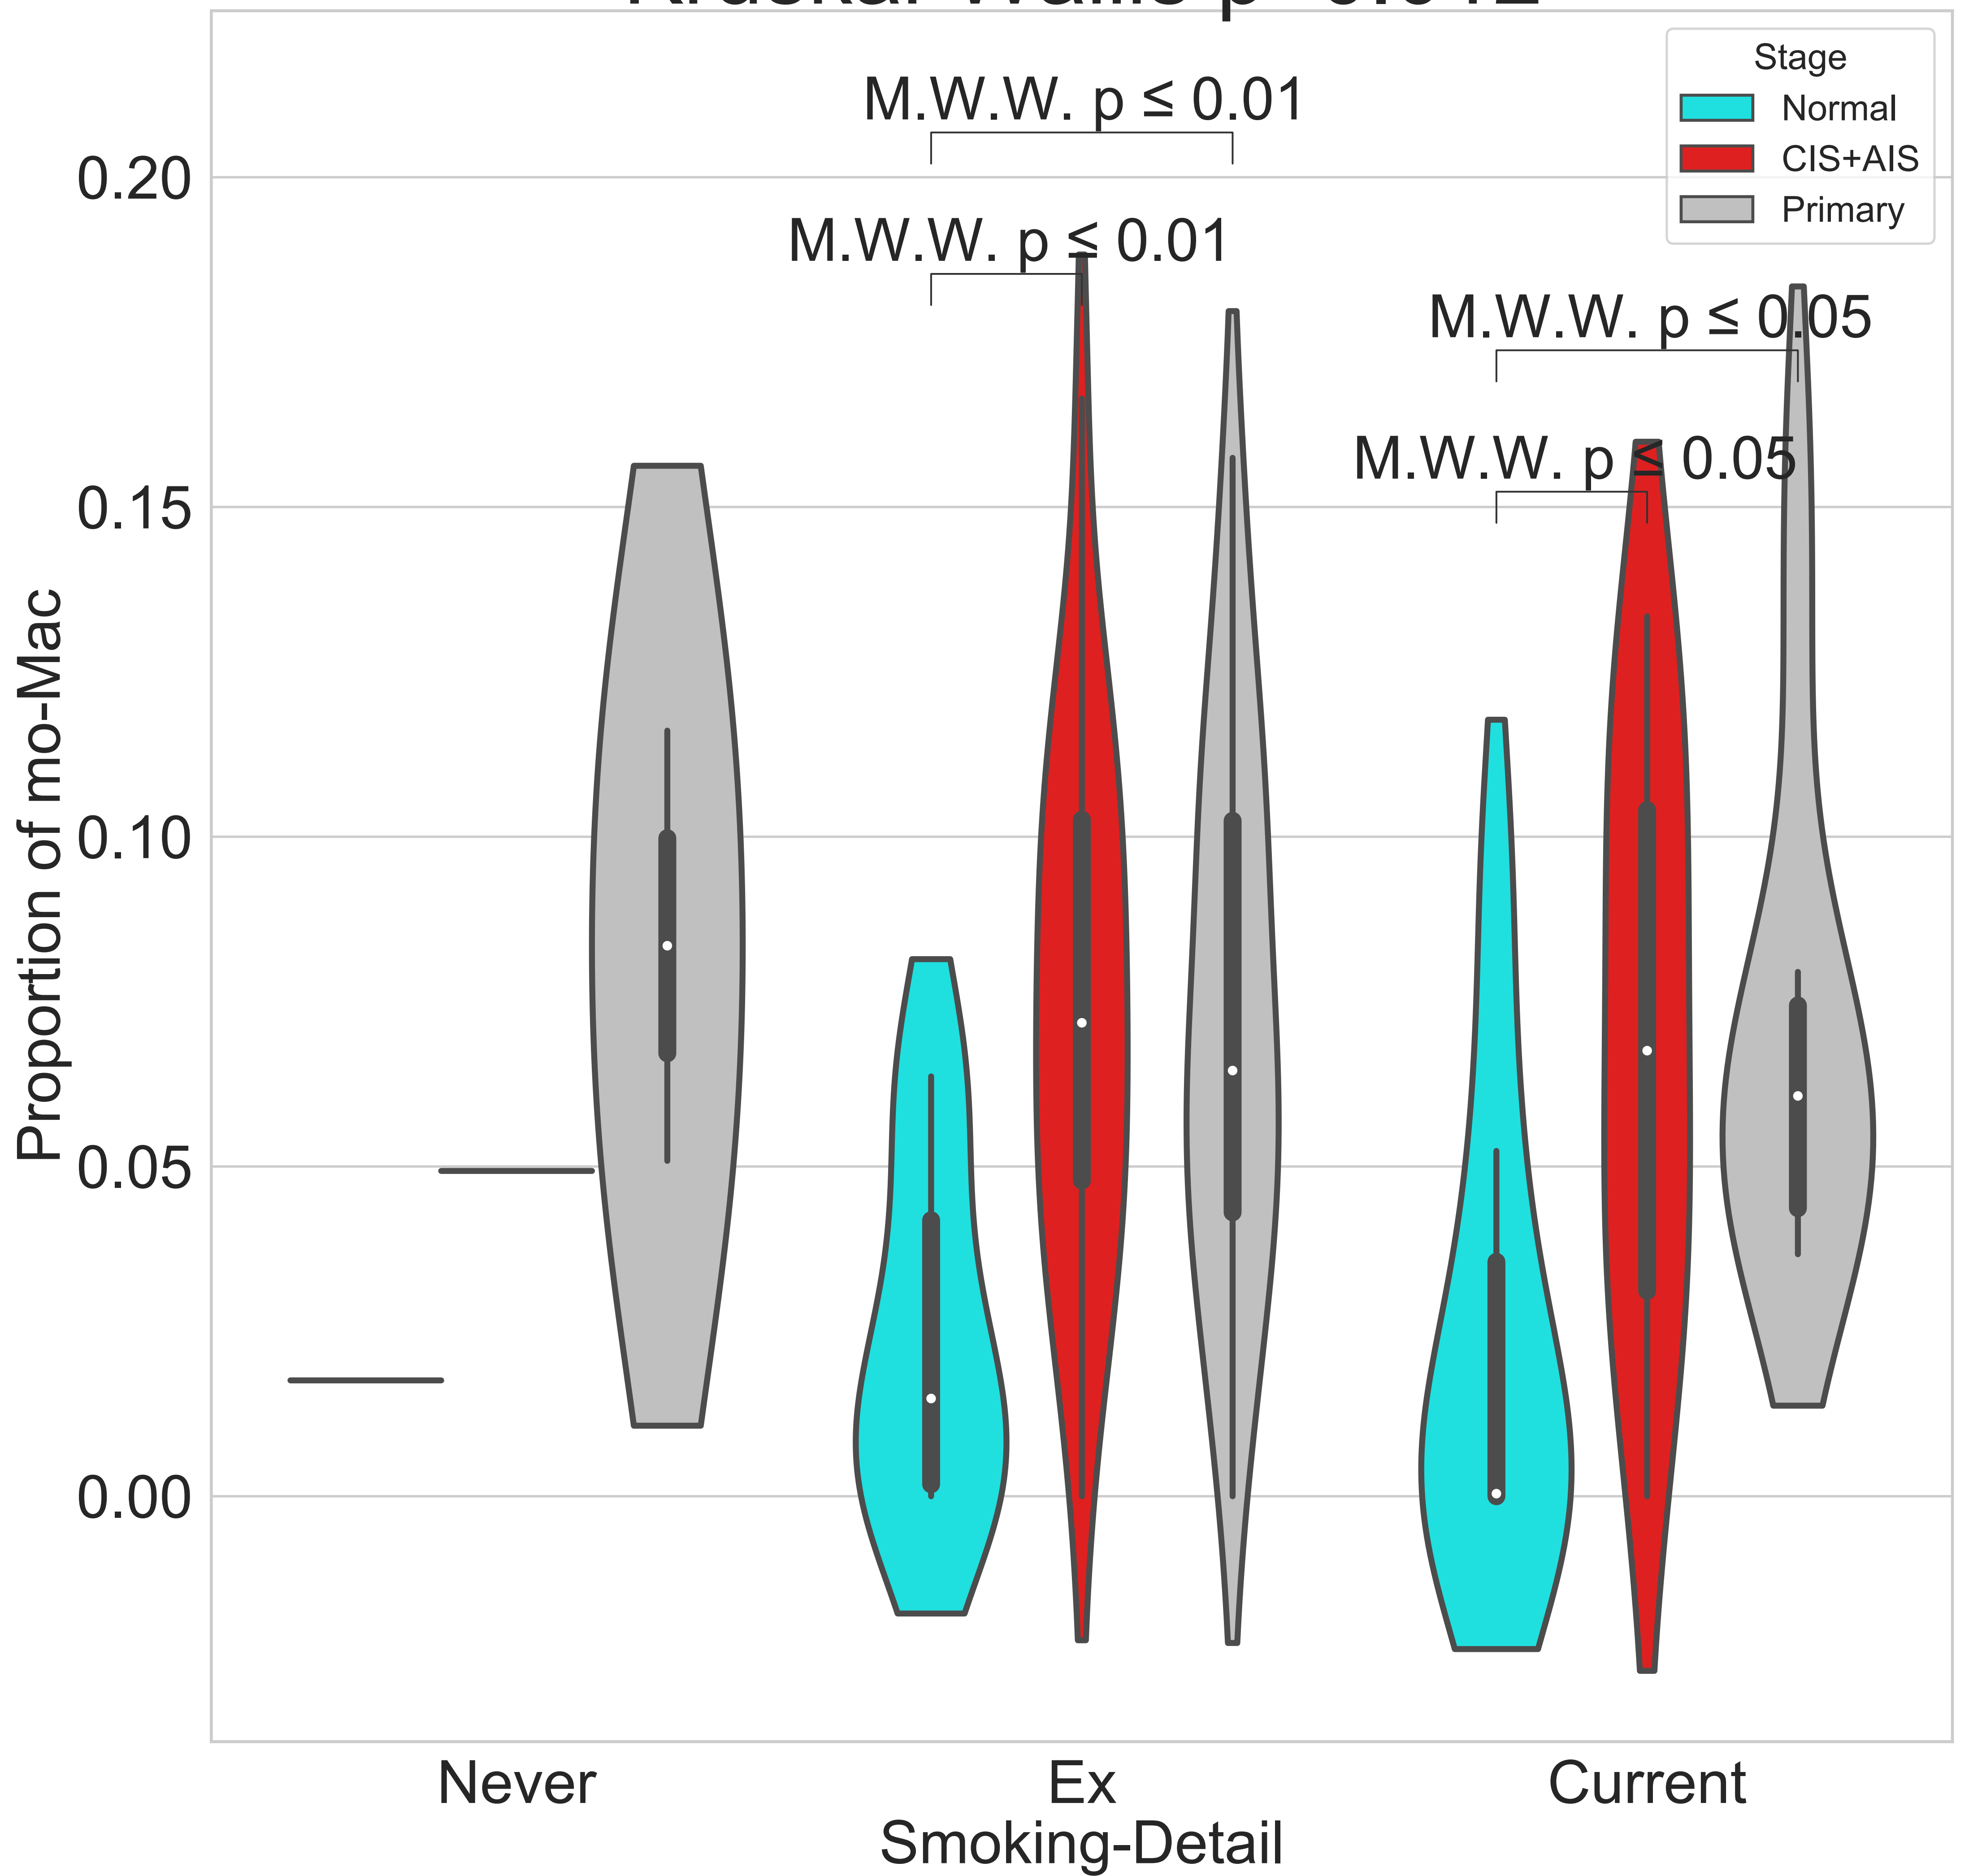 M.W.W. p ≤ 0.01
M.W.W. p ≤ 0.01
M.W.W. p ≤ 0.05
M.W.W. p ≤ 0.05
Stage
Normal
CIS+AIS
Primary
Proportion of mo-Mac
0.20
0.15
0.10
0.05
0.00
Never
Ex
Current
Smoking-Detail